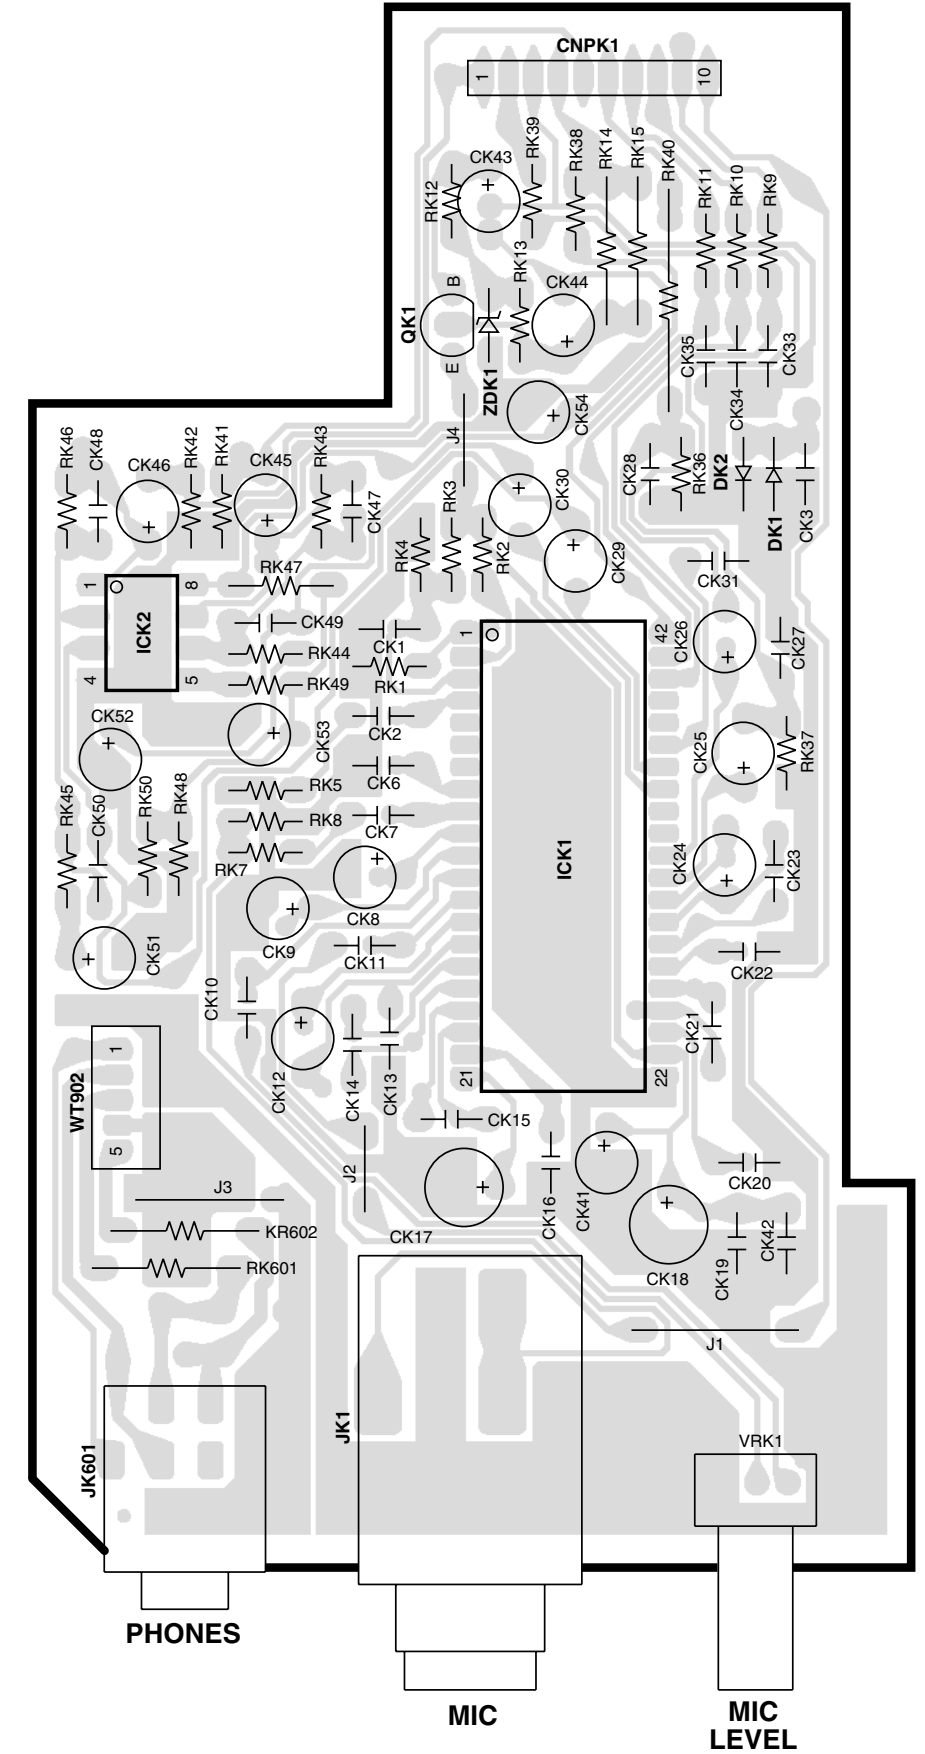 CNPK1
1
10
RK39
RK38
RK14
RK15
RK40
CK43
RK12
RK11
RK10
RK9
RK13
CK44
B
QK1
E
ZDK1
CK35
CK33
CK34
CK54
J4
RK46
CK48
CK46
RK42
RK41
CK45
RK43
CK47
RK3
CK30
CK28
RK36
DK2
DK1
CK3
RK4
RK2
CK29
CK31
1
8
RK47
ICK2
CK49
CK1
1
42
CK26
CK27
RK44
4
5
RK49
RK1
CK52
CK53
CK2
CK25
RK37
CK6
RK45
CK50
RK50
RK48
RK5
RK8
CK7
ICK1
RK7
CK24
CK23
CK8
CK9
CK51
CK11
CK22
CK10
CK21
1
WT902
5
CK12
CK14
CK13
21
22
CK15
J2
CK16
CK41
CK20
J3
KR602
CK17
RK601
CK18
CK19
CK42
J1
JK1
JK601
VRK1
PHONES
MIC
MIC
LEVEL